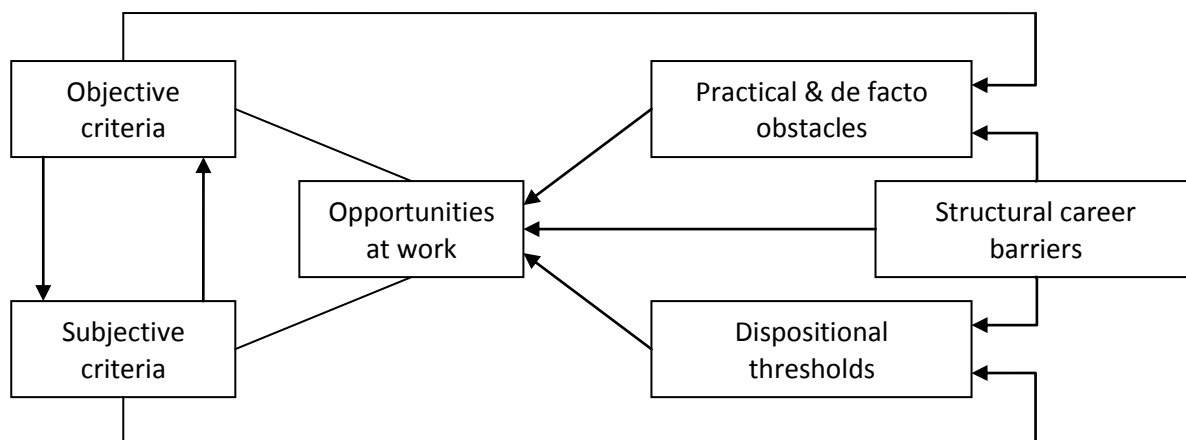 Objective
criteria
Practical & de facto
obstacles
Opportunities
at work
Structural career
barriers
Subjective
criteria
Dispositional
thresholds